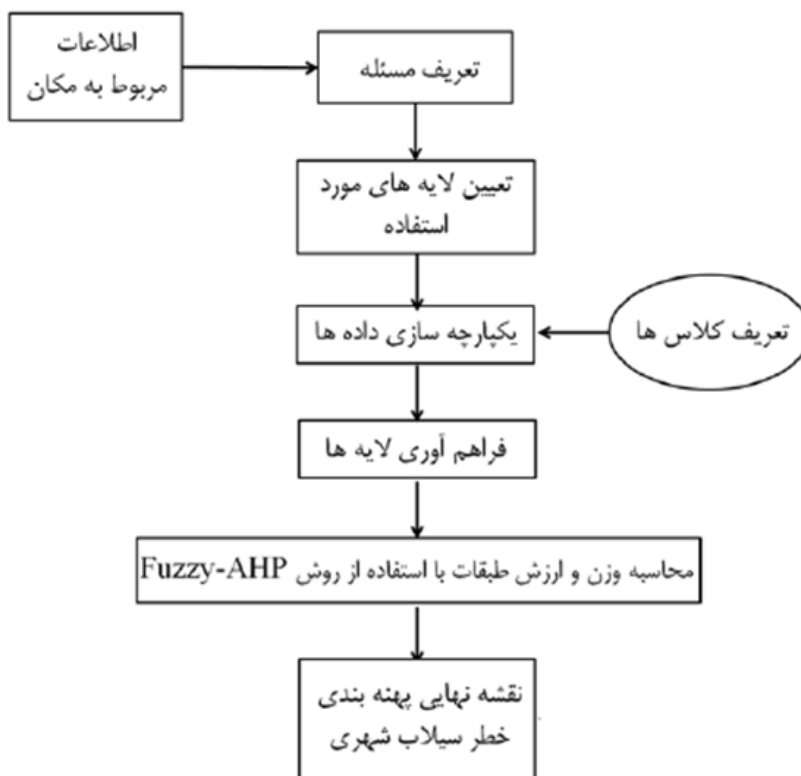 اطلاعات
مربوط به مکان
تعریف مسئله
تعیین لایه های مورد
استفاده
یکپارچه سازی داده ها
تعریف کلاس ها
فراهم آوری لایه ها
محاسبه وزن و ارزش طبقات با استفاده از روش Fuzzy-AHP
نقشه نهایی پهنه بندی
خطر سیلاب شهری